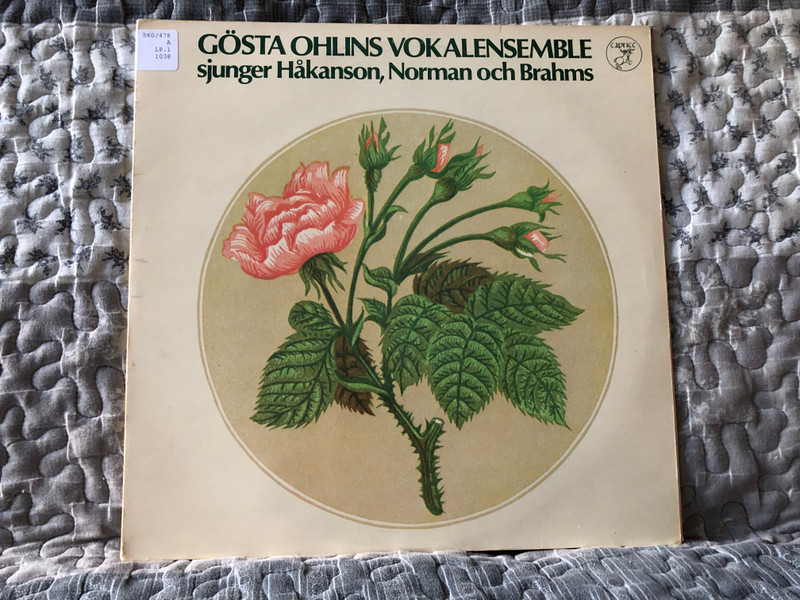 560/478
A
LP.1
1038
GÖSTA OHLINS VOKALENSEMBLE
sjunger Håkanson, Norman och Brahms
caprice